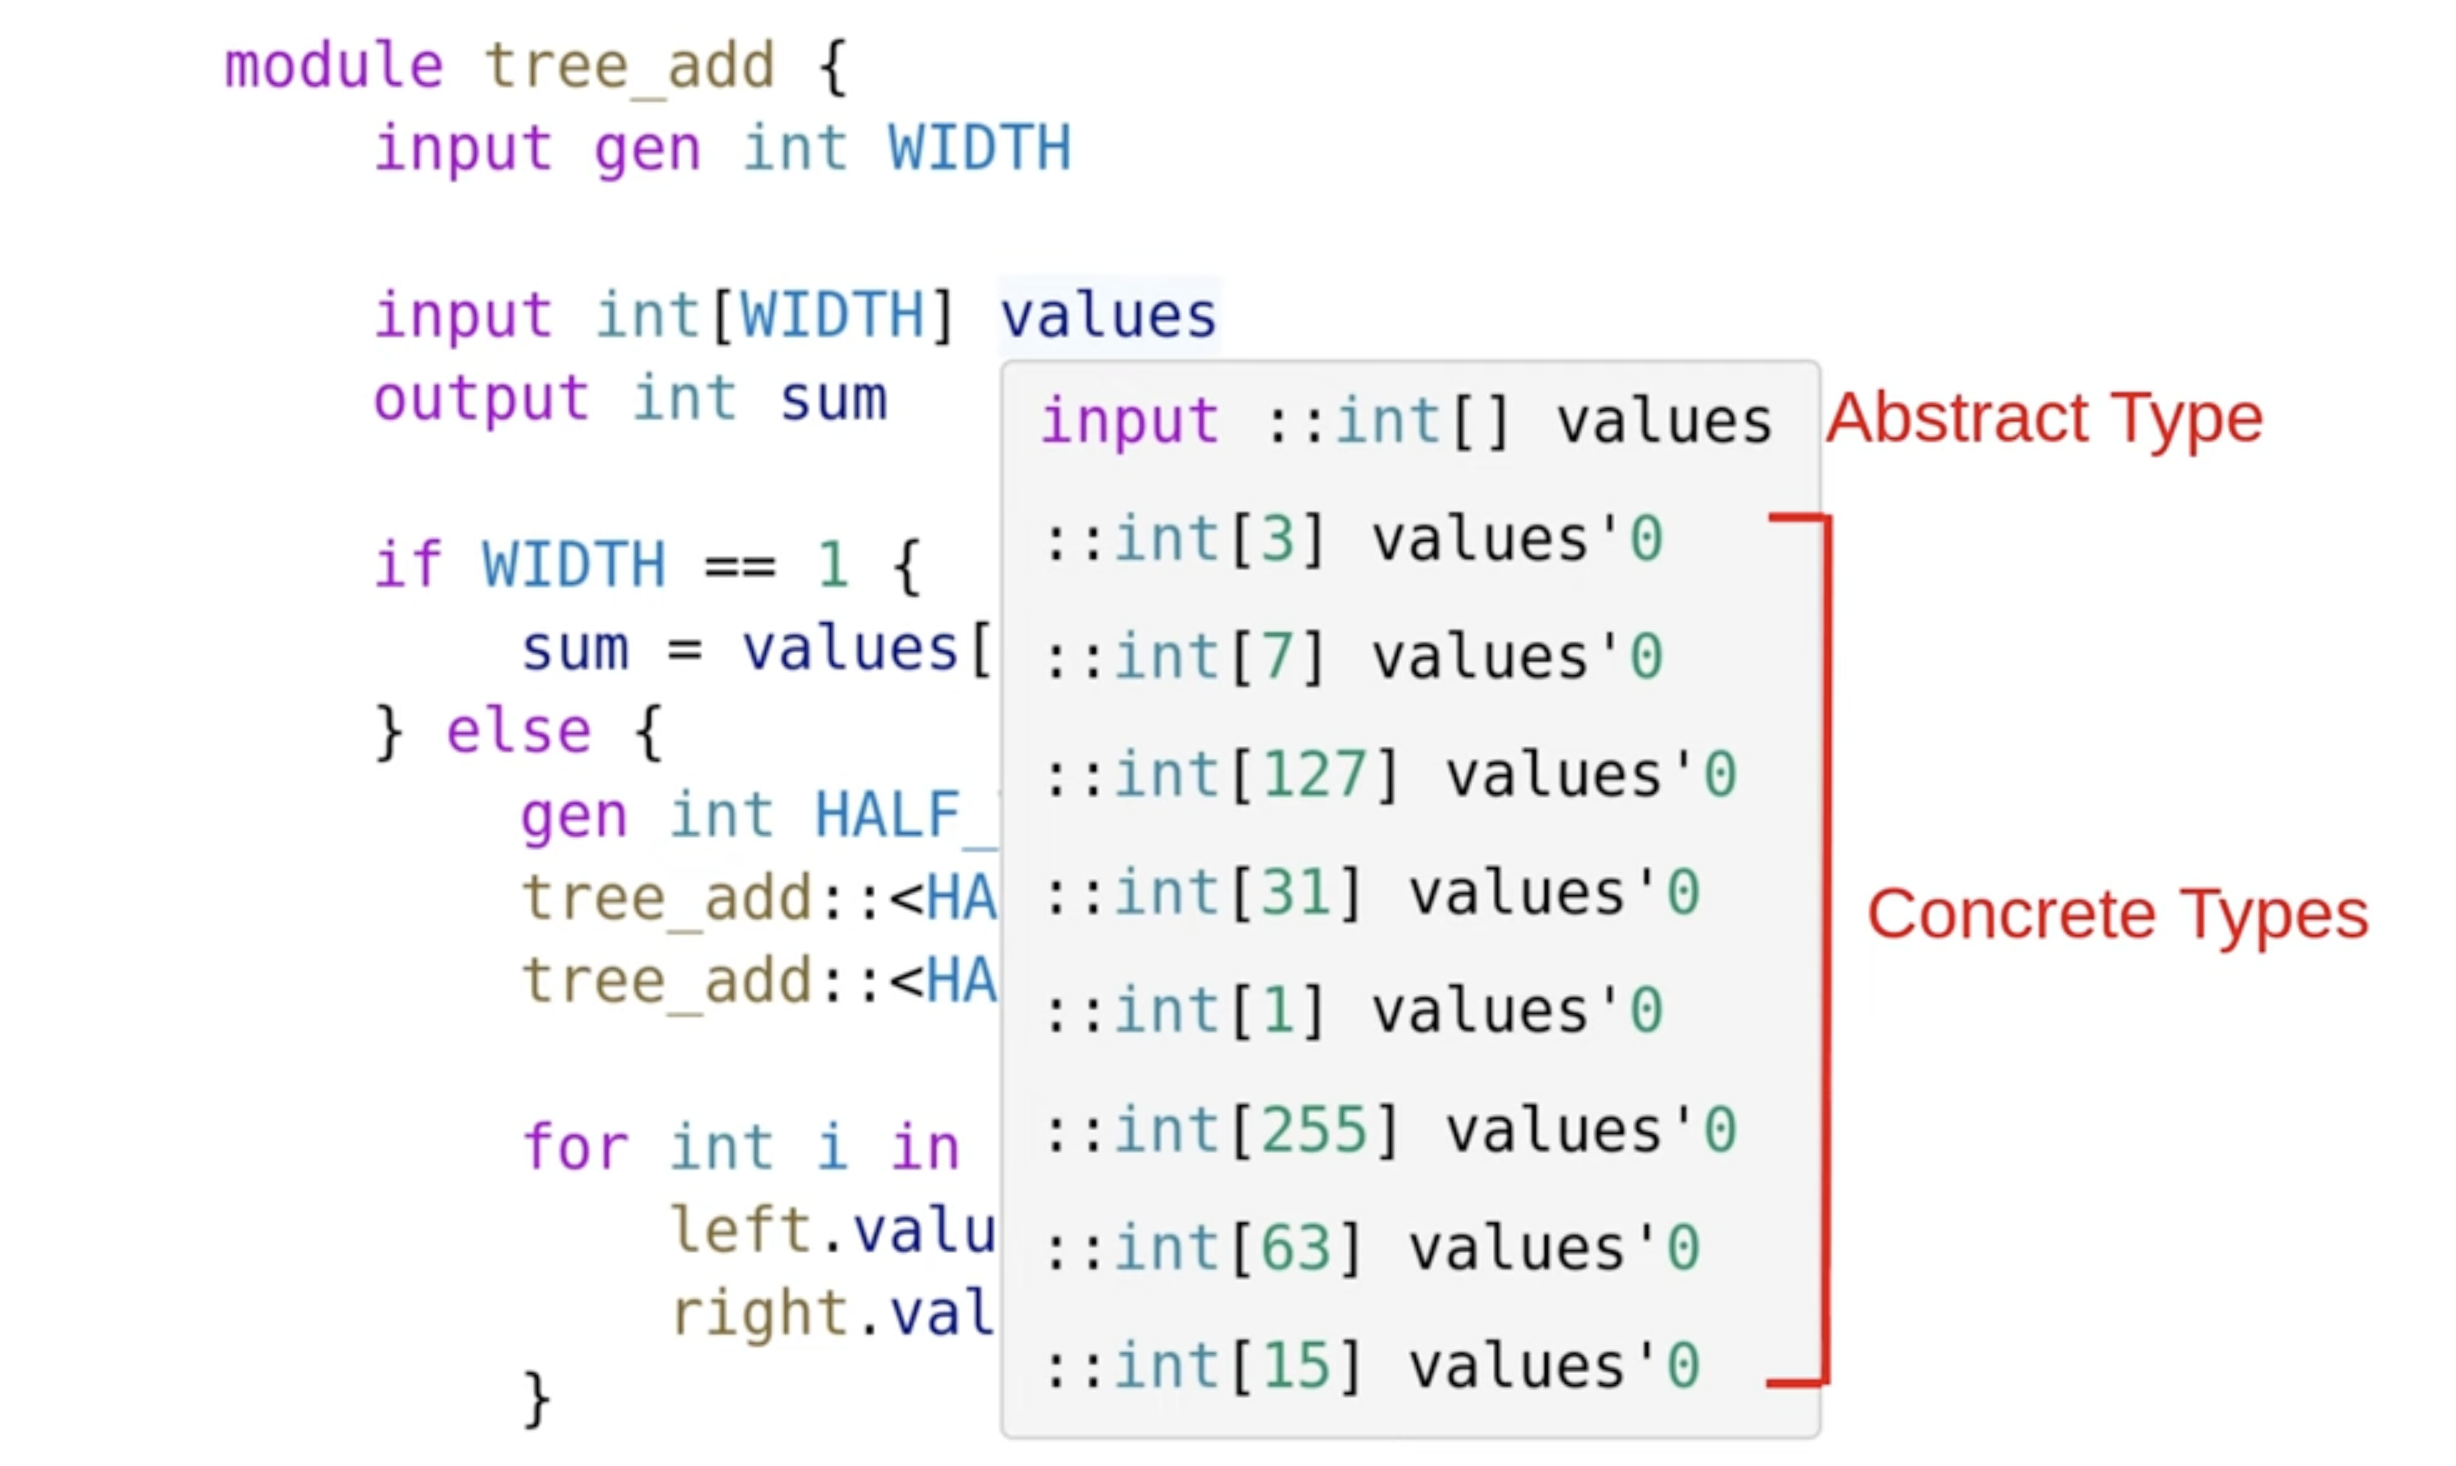 module tree_add {
input gen int WIDTH
input int[WIDTH] values
output int sum
if WIDTH == 1 {
sum = values[
} else {
gen int HALF_
tree_add::<HA
tree_add::<HA
for int i in
left.valu
right.val
}
input ::int[] values
::int[3] values'0
::int[7] values'0
::int[127] values'0
::int[31] values'0
::int[1] values'0
::int[255] values'0
::int[63] values'0
::int[15] values'0
Abstract Type
Concrete Types